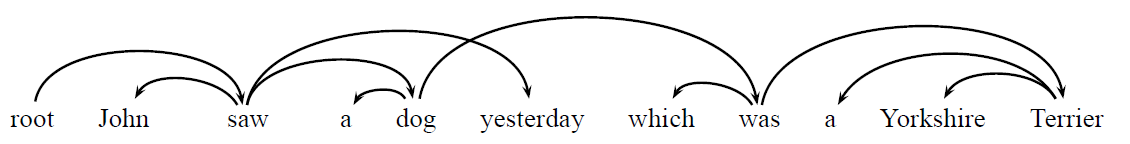 root John saw a dog yesterday which was a Yorkshire Terrier